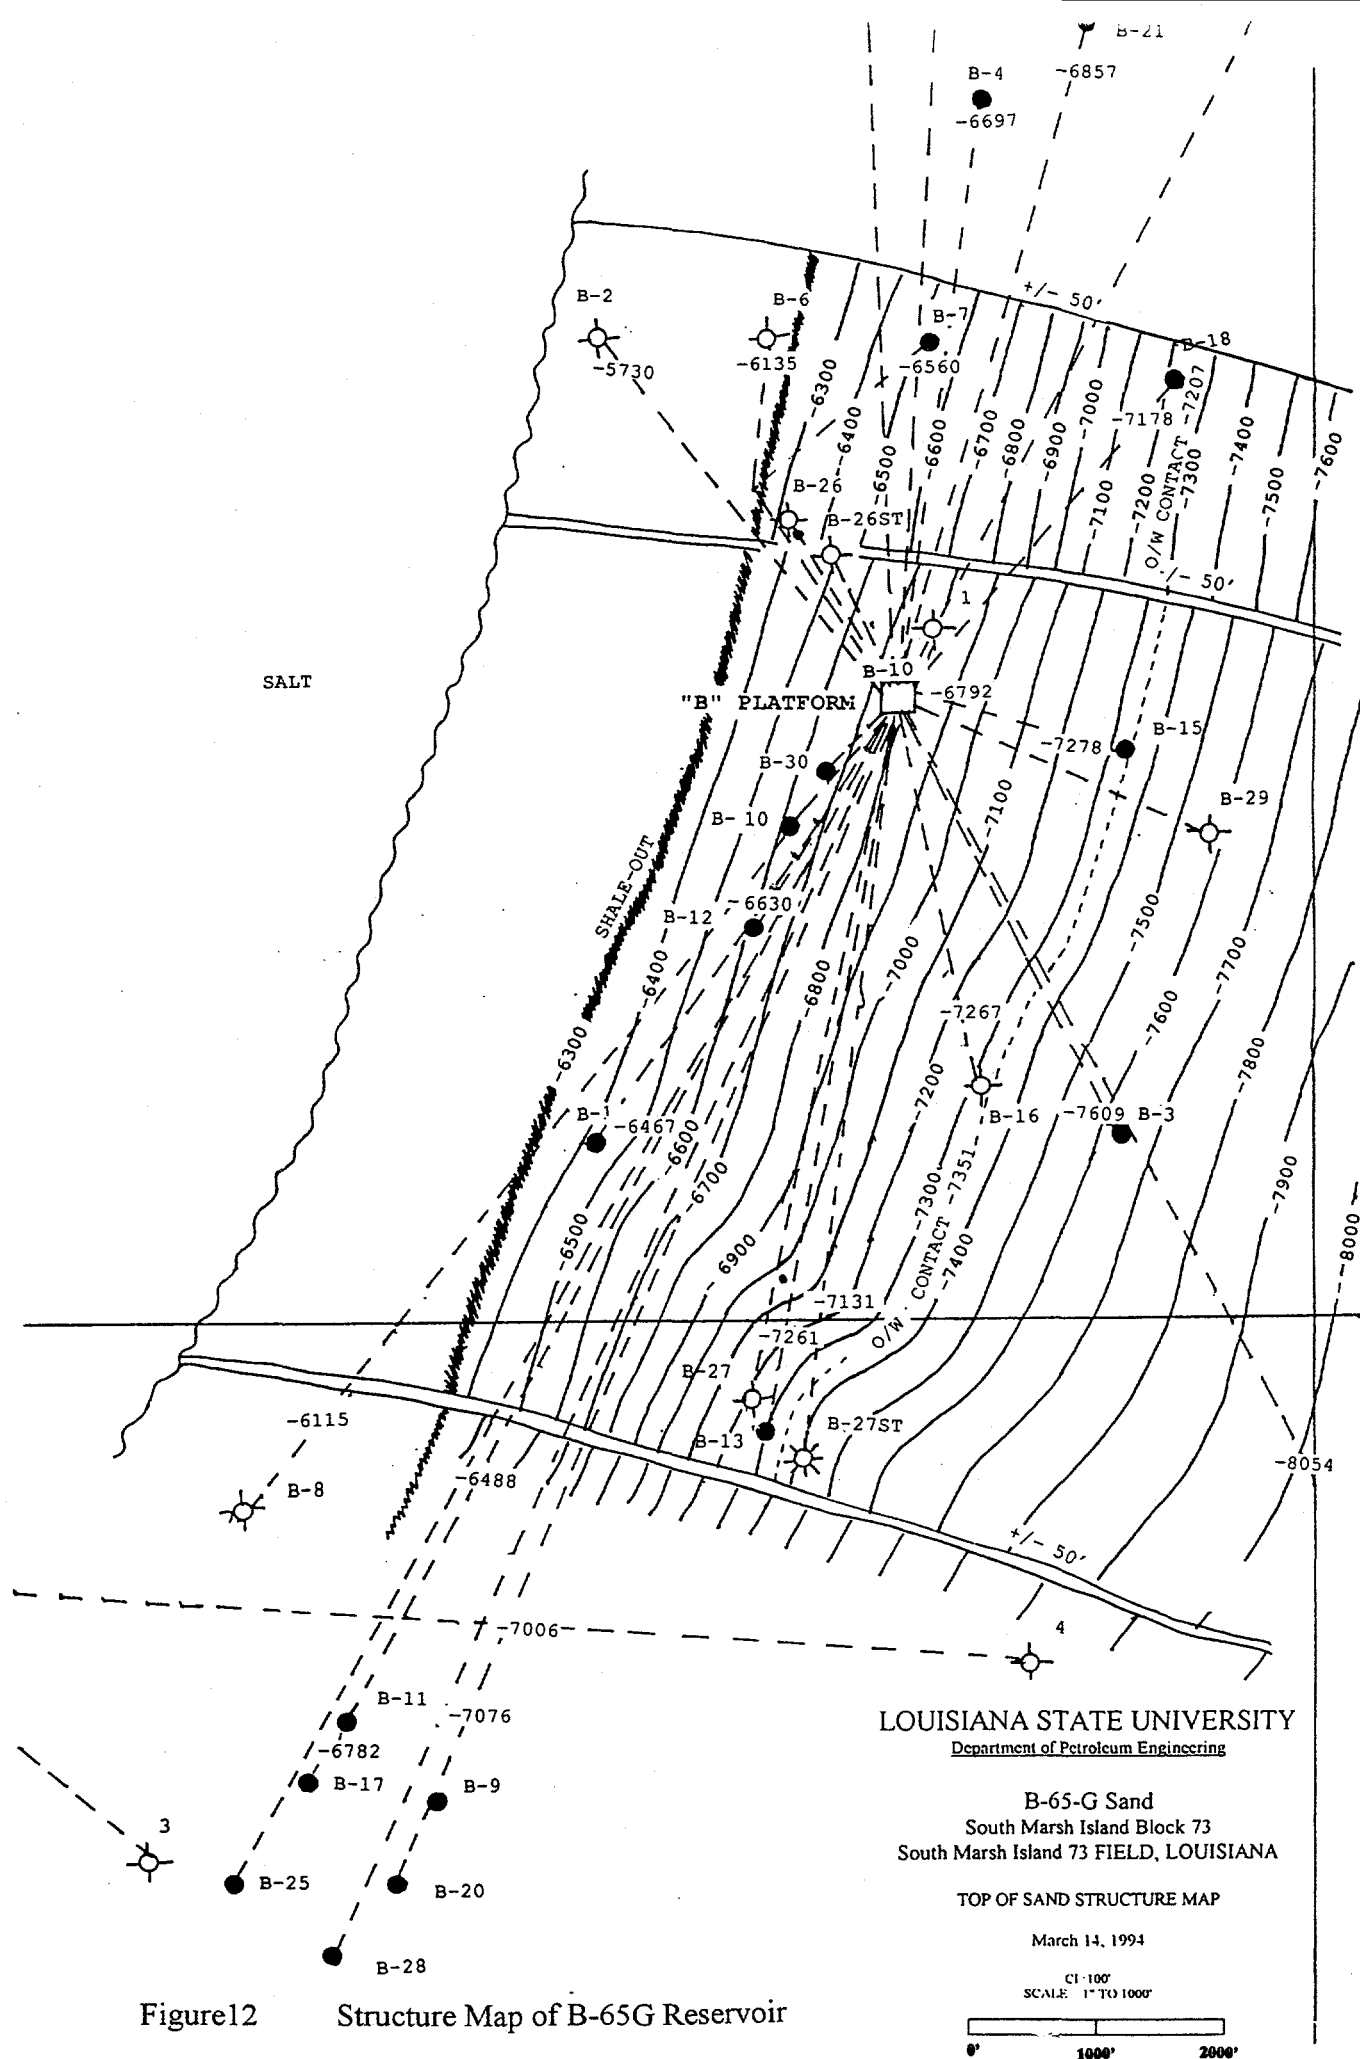 B-21
B-4
-6857
-6697
+/- 50'
B-2
B-6
B-7
B-18
-5730
-6135
-6560
-6300
-6400
-6500
-6600
-6700
-6800
-6900
-7000
-7100
-7178
-7200
O/W CONTACT -7207
-7300
-7400
-7500
-7600
B-26
B-26ST
+/- 50'
1
SALT
B-10
"B" PLATFORM
-6792
B-15
-7278
B-30
B-29
B-10
-7100
SHALE-OUT
-6630
B-12
-7500
-6400
-6800
-7000
-7700
-7267
-7600
-6300
-7800
-7200
B-16
-7609
B-3
-6467
6600
-6700
-7300
O/W CONTACT -7351
-7400
-7900
-6500
6900
-8000
-7131
-7261
B-27
B-27ST
B-13
-6115
-6488
-8054
B-8
+/- 50'
-7006
4
B-11
-7076
-6782
B-17
B-9
3
B-25
B-20
B-28
LOUISIANA STATE UNIVERSITY
Department of Petroleum Engineering
B-65-G Sand
South Marsh Island Block 73
South Marsh Island 73 FIELD, LOUISIANA
TOP OF SAND STRUCTURE MAP
March 14, 1994
CI 100'
SCALE 1" TO 1000'
0' 1000' 2000'
Figure12 Structure Map of B-65G Reservoir